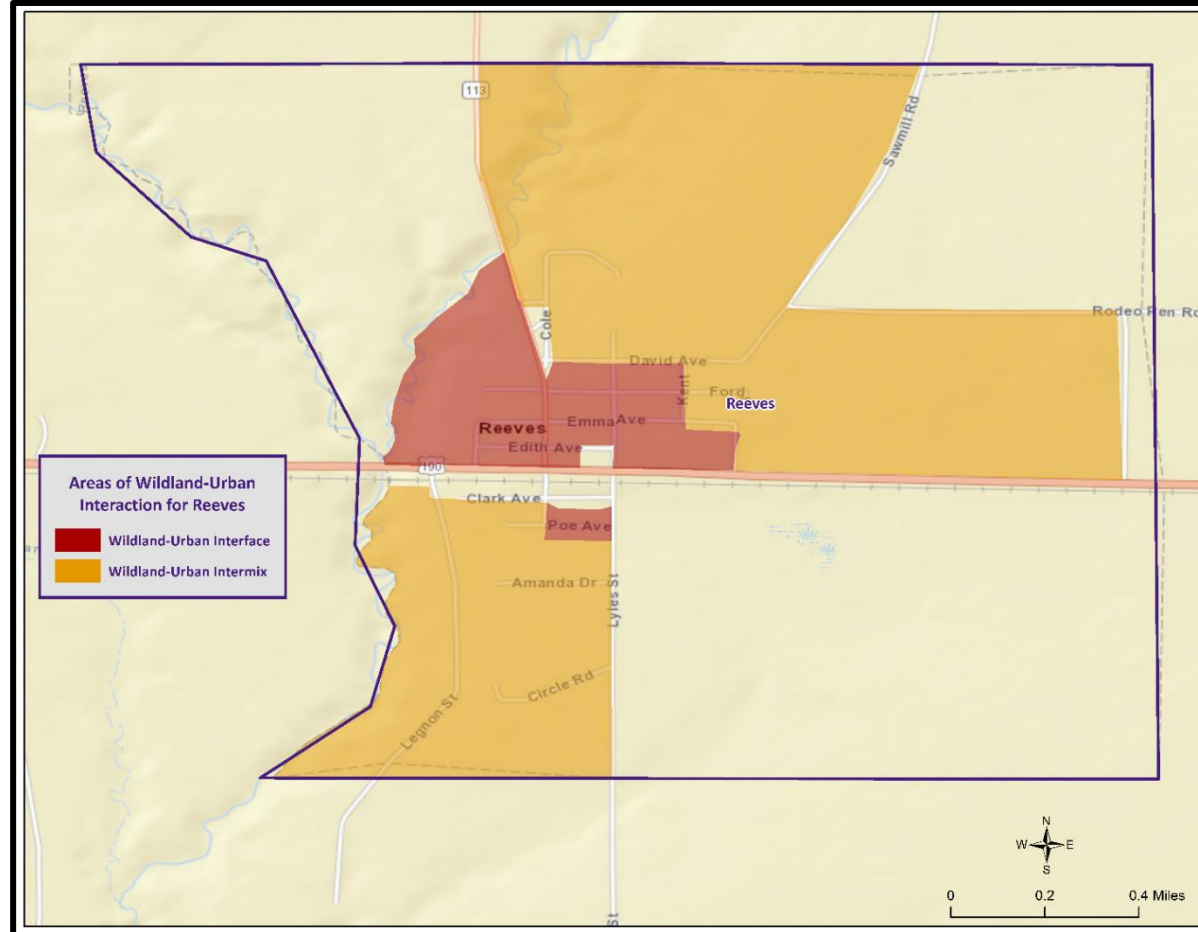 113
Sawmill Rd
Rodeo Pen Rd
Cole
David Ave
Kent
Ford
Reeves
Emma Ave
Reeves
Edith Ave
190
Clark Ave
Poe Ave
Amanda Dr
Lyles St
Circle Rd
Legnon St
St
Areas of Wildland-Urban
Interaction for Reeves
Wildland-Urban Interface
Wildland-Urban Intermix
N
W E
S
0 0.2 0.4 Miles